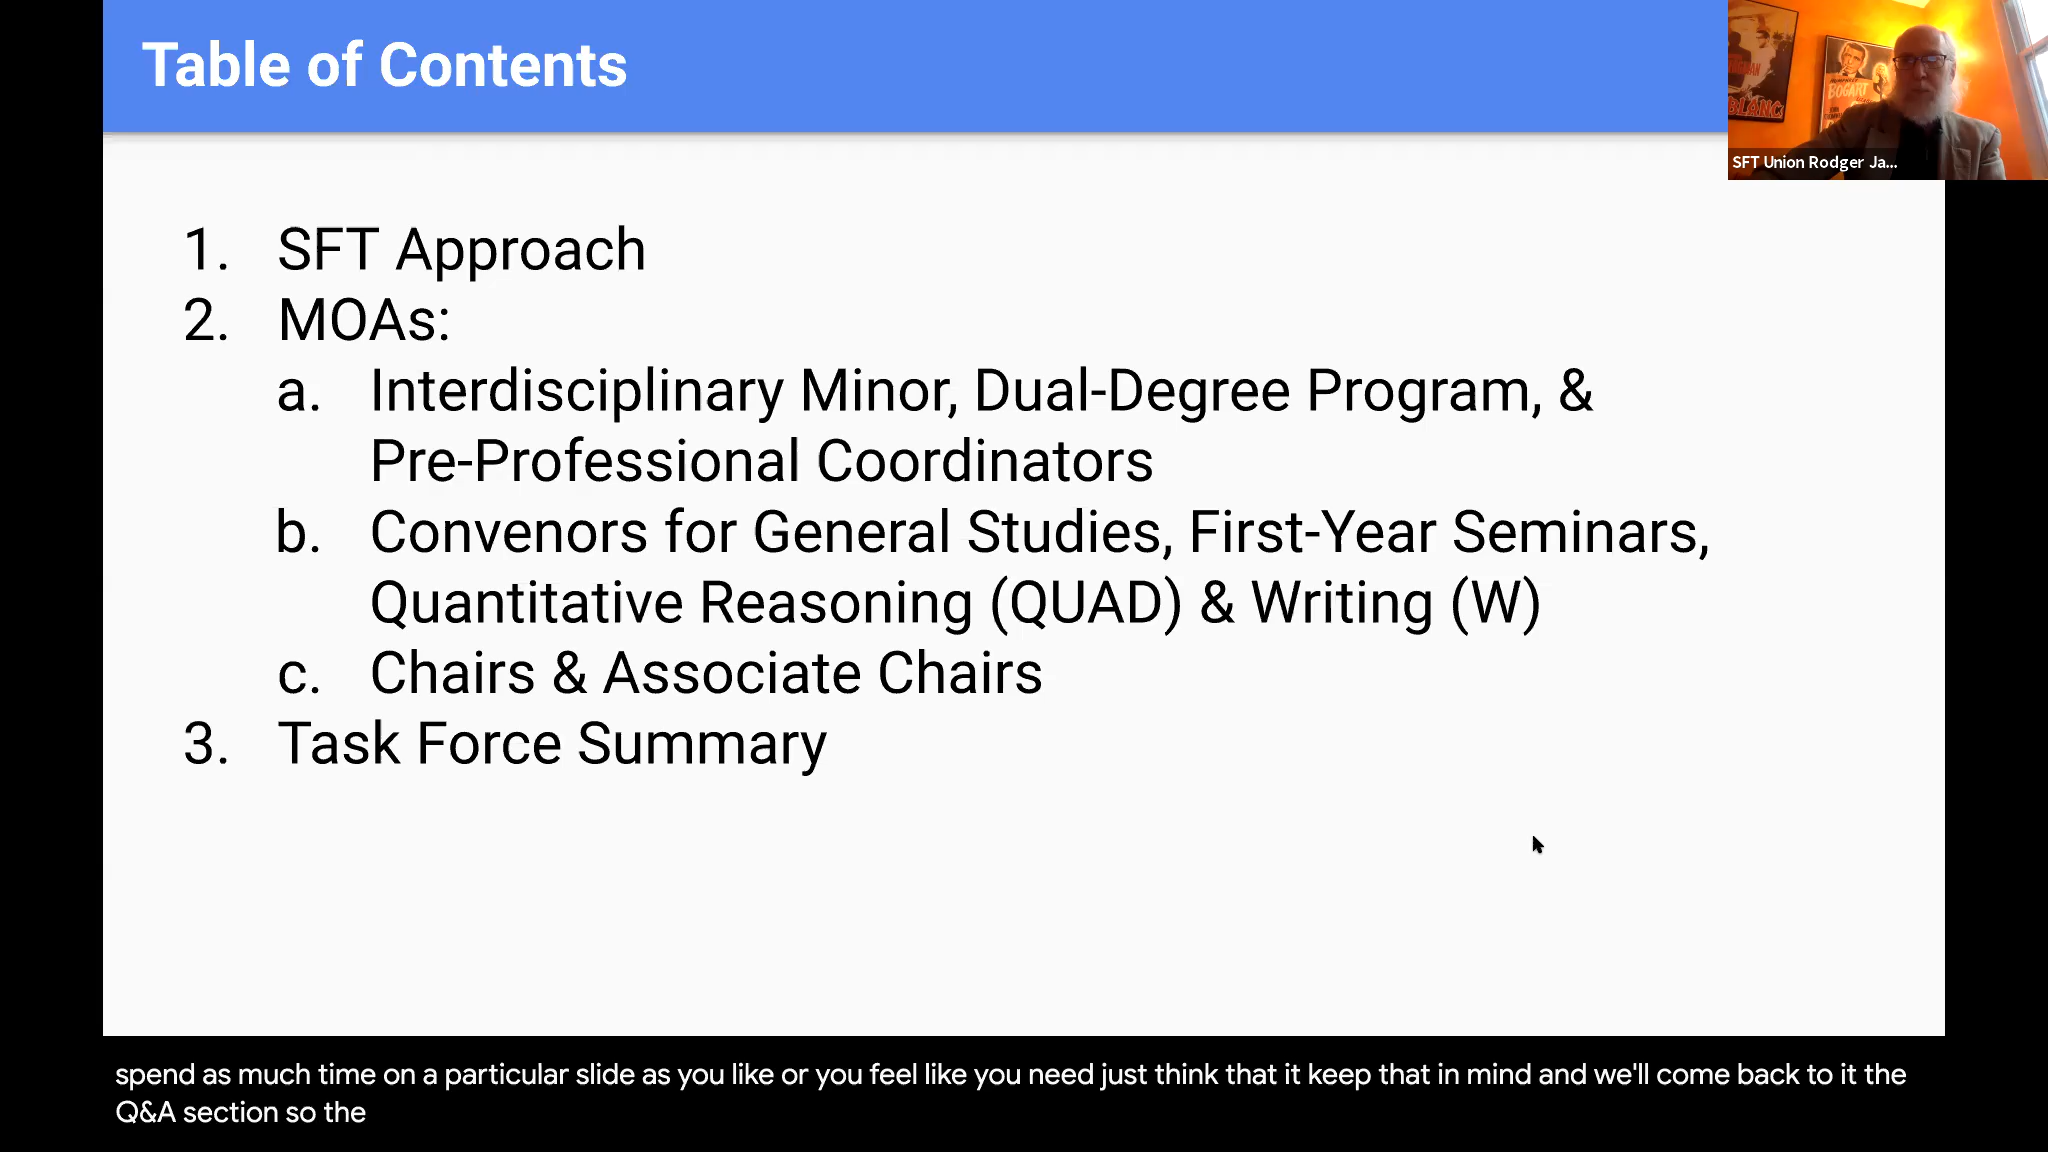 Table of Contents
BOGART
BLANC
SFT Union Rodger Ja...
1. SFT Approach
2. MOAs:
a. Interdisciplinary Minor, Dual-Degree Program, &
Pre-Professional Coordinators
b. Convenors for General Studies, First-Year Seminars,
Quantitative Reasoning (QUAD) & Writing (W)
c. Chairs & Associate Chairs
3. Task Force Summary
spend as much time on a particular slide as you like or you feel like you need just think that it keep that in mind and we'll come back to it the
Q&A section so the